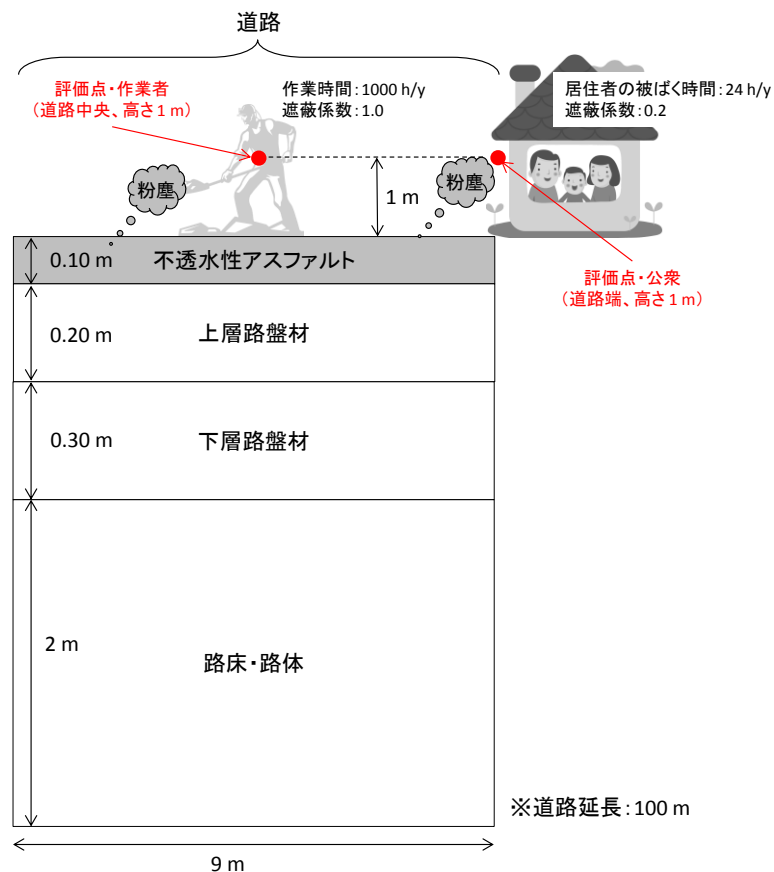 道路
評価点・作業者
（道路中央、高さ1 m）
作業時間：1000 h/y
遮蔽係数：1.0
居住者の被ばく時間：24 h/y
遮蔽係数：0.2
粉塵
粉塵
1 m
0.10 m
不透水性アスファルト
評価点・公衆
（道路端、高さ1 m）
0.20 m
上層路盤材
0.30 m
下層路盤材
2 m
路床・路体
※道路延長：100 m
9 m